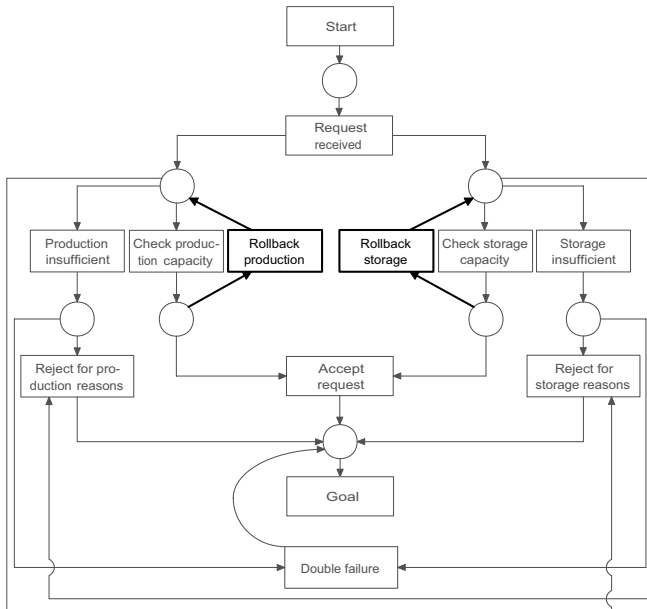 Start
Request
received
Production
insufficient
Check produc-
tion capacity
Rollback
production
Rollback
storage
Check storage
capacity
Storage
insufficient
Reject for pro-
duction reasons
Accept
request
Reject for
storage reasons
Goal
Double failure